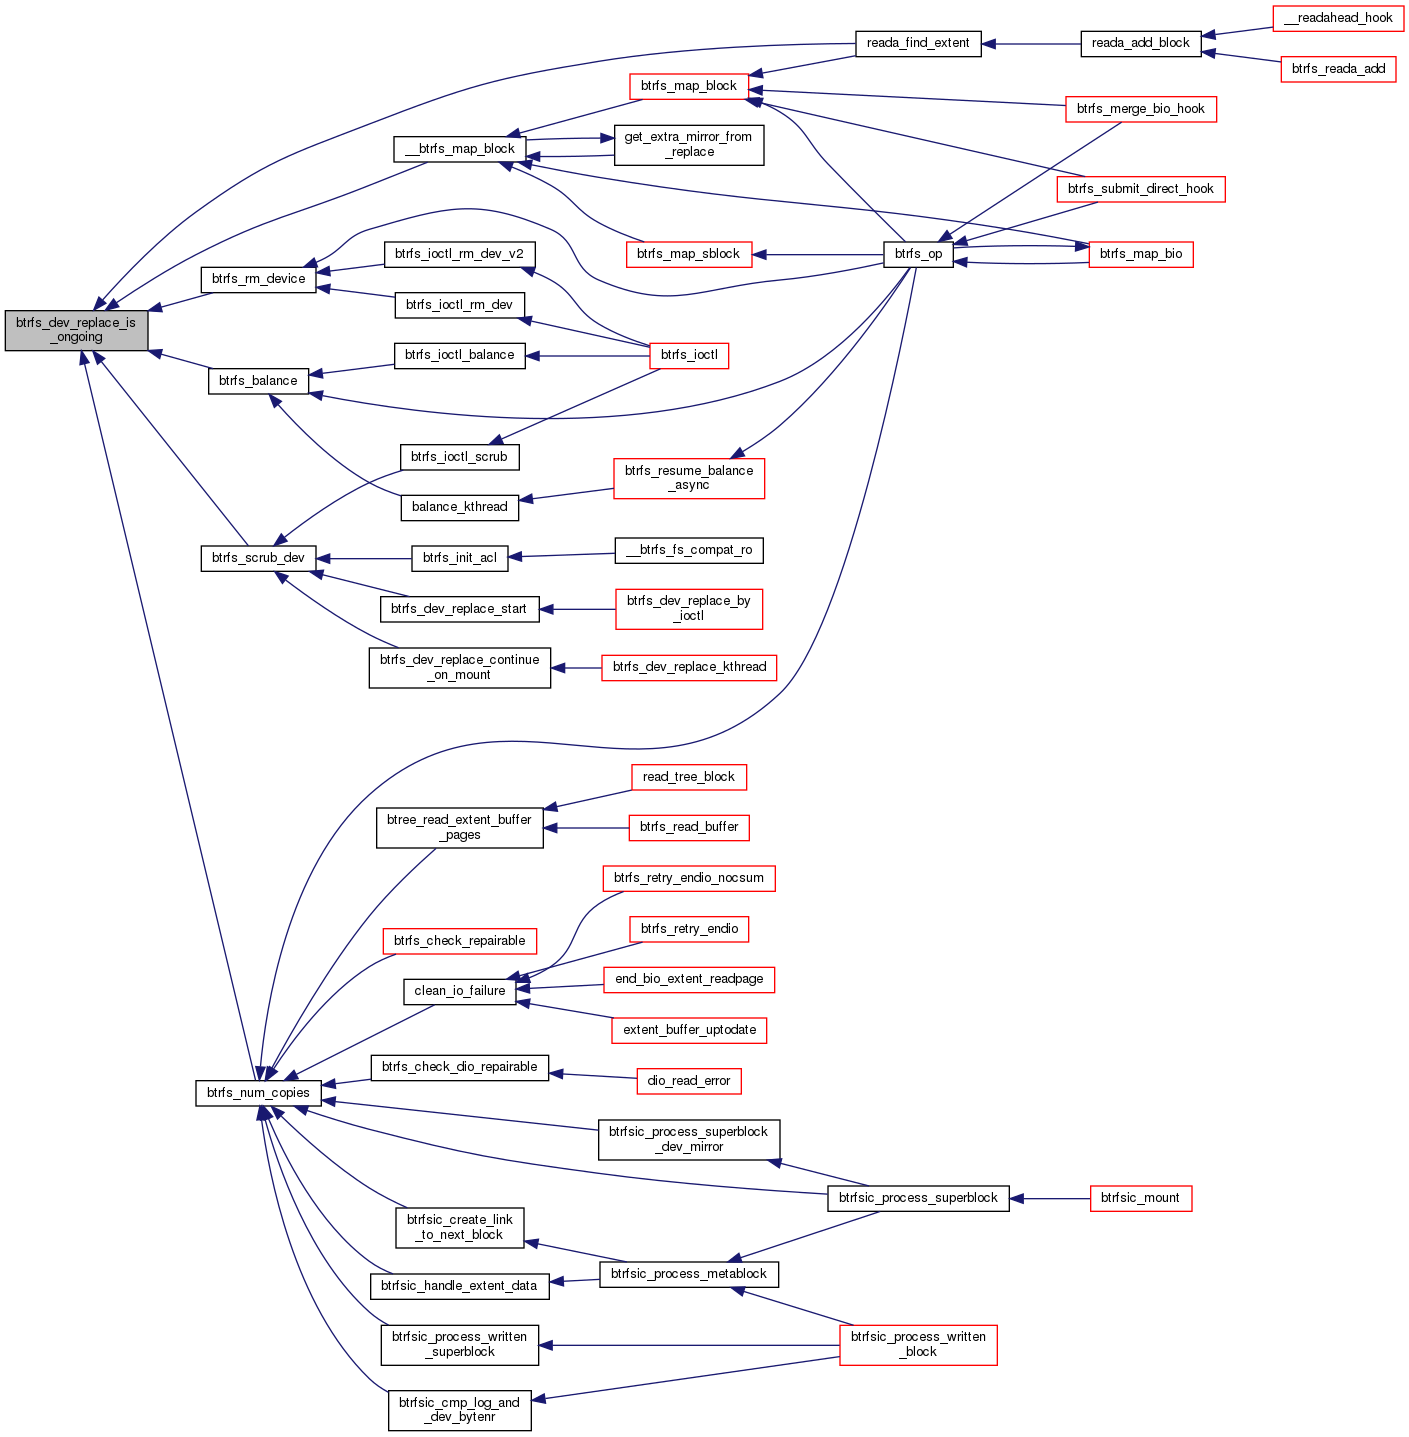 __readahead_hook
reada_find_extent
reada_add_block
btrfs_reada_add
btrfs_map_block
btrfs_merge_bio_hook
__btrfs_map_block
get_extra_mirror_from
_replace
btrfs_submit_direct_hook
btrfs_ioctl_rm_dev_v2
btrfs_map_sblock
btrfs_op
btrfs_map_bio
btrfs_rm_device
btrfs_ioctl_rm_dev
btrfs_dev_replace_is
_ongoing
btrfs_ioctl_balance
btrfs_ioctl
btrfs_balance
btrfs_ioctl_scrub
btrfs_resume_balance
_async
balance_kthread
btrfs_scrub_dev
btrfs_init_acl
__btrfs_fs_compat_ro
btrfs_dev_replace_start
btrfs_dev_replace_by
_ioctl
btrfs_dev_replace_continue
_on_mount
btrfs_dev_replace_kthread
read_tree_block
btree_read_extent_buffer
_pages
btrfs_read_buffer
btrfs_retry_endio_nocsum
btrfs_retry_endio
btrfs_check_repairable
end_bio_extent_readpage
clean_io_failure
extent_buffer_uptodate
btrfs_check_dio_repairable
dio_read_error
btrfs_num_copies
btrfsic_process_superblock
_dev_mirror
btrfsic_process_superblock
btrfsic_mount
btrfsic_create_link
_to_next_block
btrfsic_process_metablock
btrfsic_handle_extent_data
btrfsic_process_written
_superblock
btrfsic_process_written
_block
btrfsic_cmp_log_and
_dev_bytenr